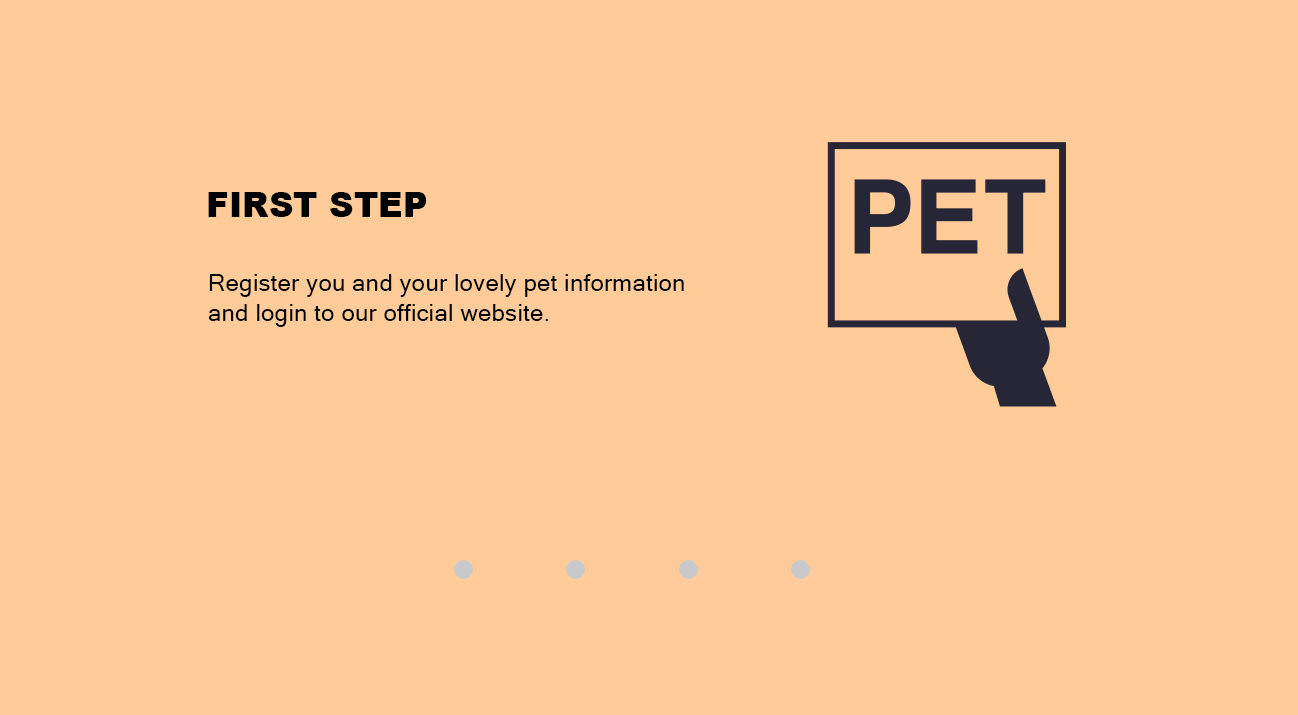 FIRST STEP
Register you and your lovely pet information
and login to our official website.
PET